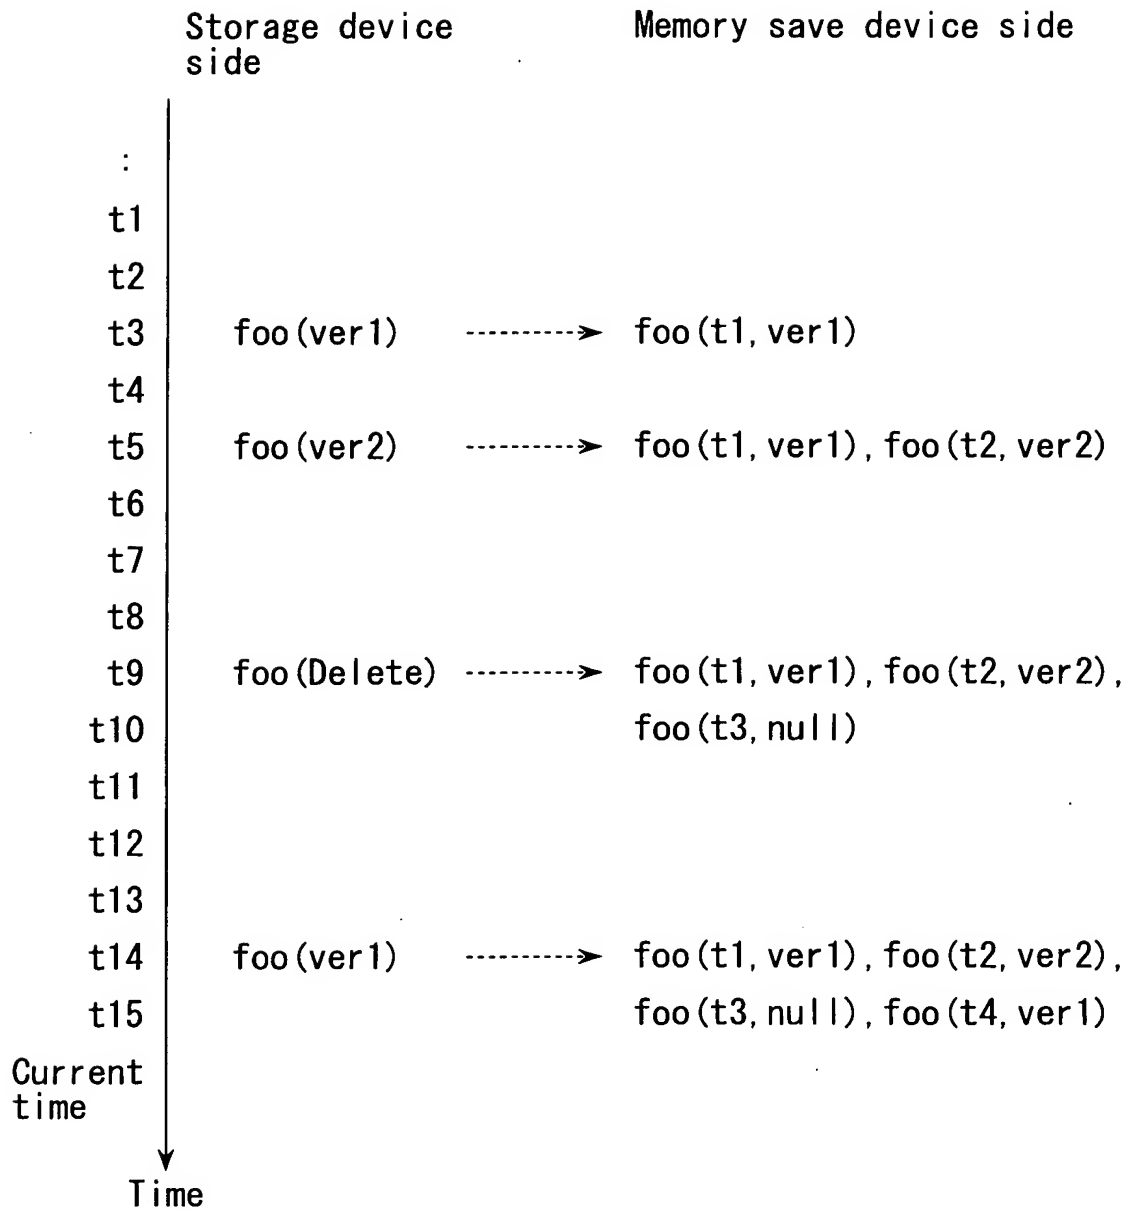 Storage device side
Memory save device side
:
t1
t2
t3 foo(ver1) foo(t1,ver1)
t4
t5 foo(ver2) foo(t1,ver1),foo(t2,ver2)
t6
t7
t8
t9 foo(Delete) foo(t1,ver1),foo(t2,ver2),
t10 foo(t3,null)
t11
t12
t13
t14 foo(ver1) foo(t1,ver1),foo(t2,ver2),
t15 foo(t3,null),foo(t4,ver1)
Current
time
Time